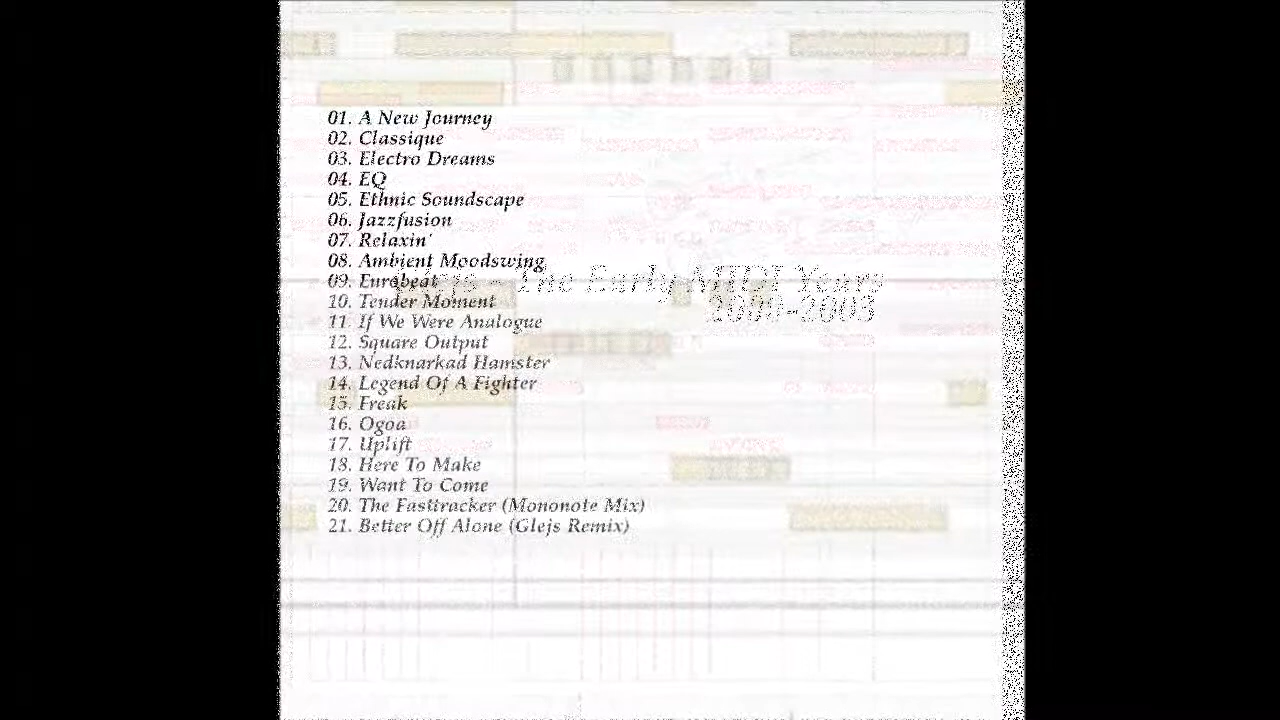 01. A New Journey
02. Classique
03. Electro Dreams
04. EQ
05. Ethnic Soundscape
06. Jazzfusion
07. Relaxin'
08. Ambient Moodswing
09. Eurobeat
10. Tender Moment
11. If We Were Analogue
12. Square Output
13. Nedknarkad Hamster
14. Legend Of A Fighter
15. Freak
16. Ogoa
17. Uplift
18. Here To Make
19. Want To Come
20. The Fasttracker (Mononote Mix)
21. Better Off Alone (Glejs Remix)
- The Early MIDI Years
2000-2003